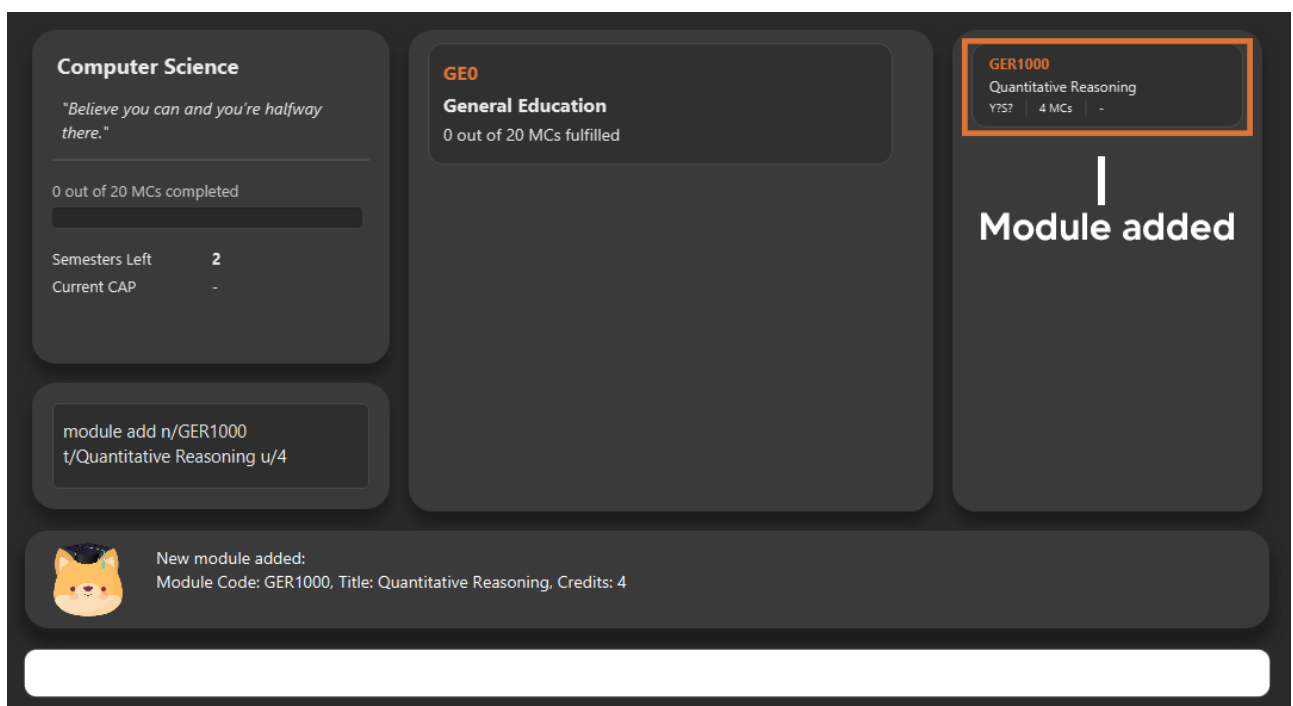 Computer Science
"Believe you can and you're halfway
there."
0 out of 20 MCs completed
Semesters Left 2
Current CAP -
module add n/GER1000
t/Quantitative Reasoning u/4
GE0
General Education
0 out of 20 MCs fulfilled
GER1000
Quantitative Reasoning
Y?S? 4 MCs -
Module added
New module added:
Module Code: GER1000, Title: Quantitative Reasoning, Credits: 4